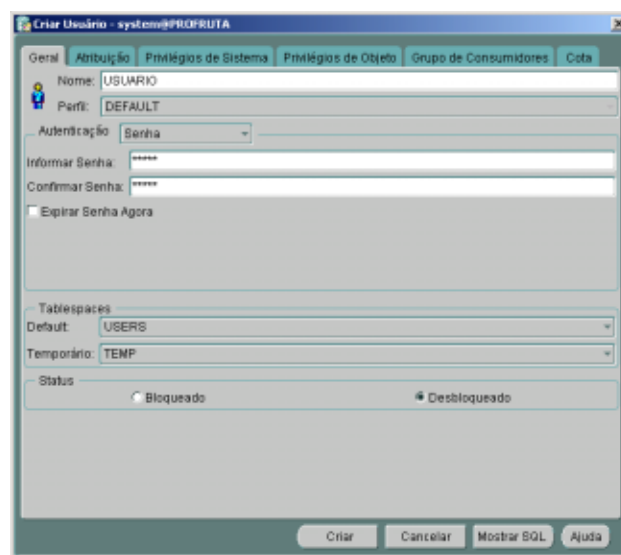 Criar Usuário - system@PROFRUTA
Geral Atribuição Privilégios de Sistema Privilégios de Objeto Grupo de Consumidores Cota
Nome: USUARIO
Perfil: DEFAULT
Autenticação Senha
Informar Senha: *****
Confirmar Senha: *****
Expirar Senha Agora
Tablespaces
Default: USERS
Temporário: TEMP
Status
Bloqueado Desbloqueado
Criar Cancelar Mostrar SQL Ajuda